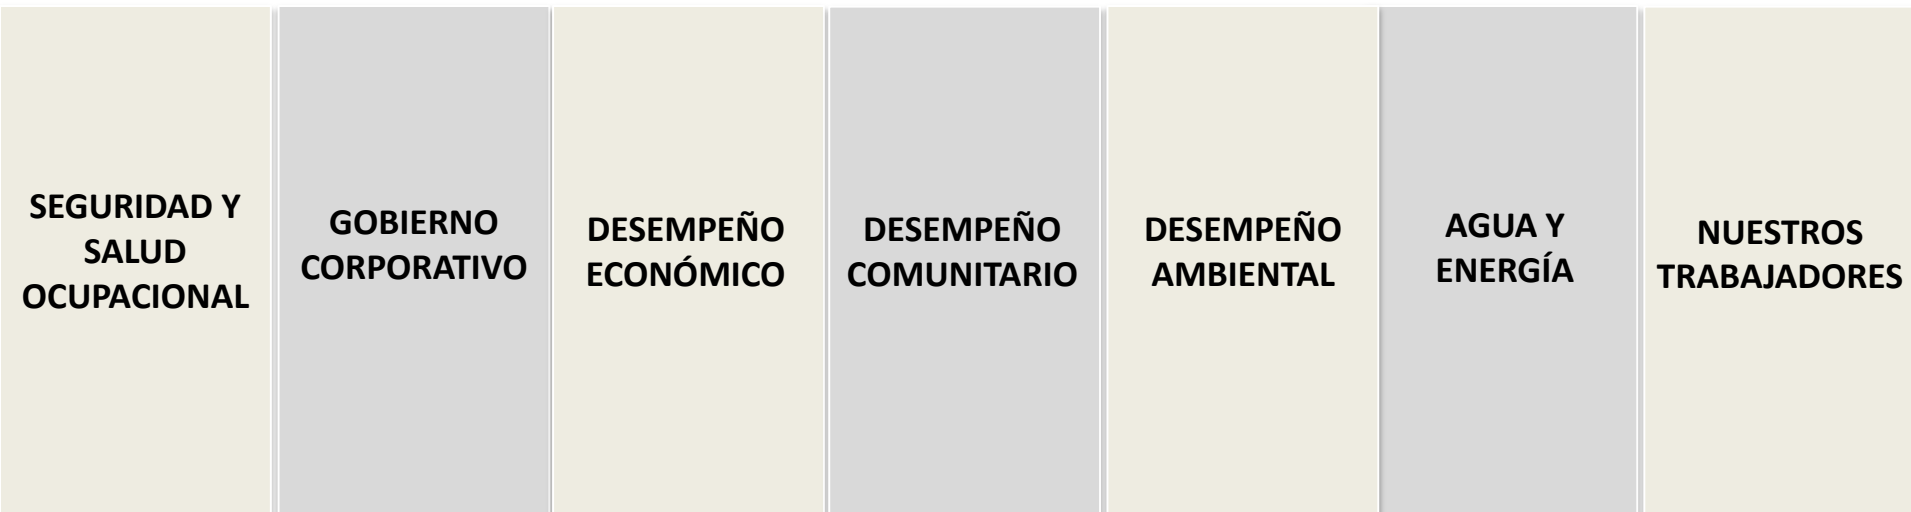 SEGURIDAD Y
SALUD
OCUPACIONAL
GOBIERNO
CORPORATIVO
DESEMPEÑO
ECONÓMICO
DESEMPEÑO
COMUNITARIO
DESEMPEÑO
AMBIENTAL
AGUA Y
ENERGÍA
NUESTROS
TRABAJADORES